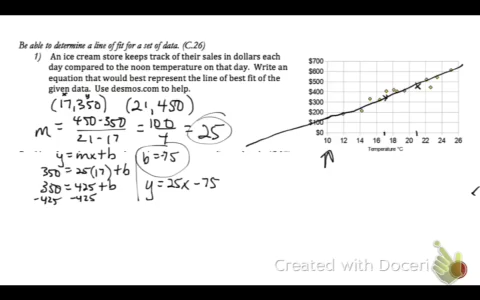 Be able to determine a line of fit for a set of data. (C.26)
1) An ice cream store keeps track of their sales in dollars each
day compared to the noon temperature on that day. Write an
equation that would best represent the line of best fit of the
given data. Use desmos.com to help.
(17,350) (21,450)
m = 450-350 / 21-17 = 100 / 4 = 25
y=mx+b
350=25(17)+b
350=425+b
-425 -425
b=-75
y=25x-75
$700
$600
$500
$400
$300
$200
$100
$0
10 12 14 16 18 20 22 24 26
Temperature °C
Created with Doceri